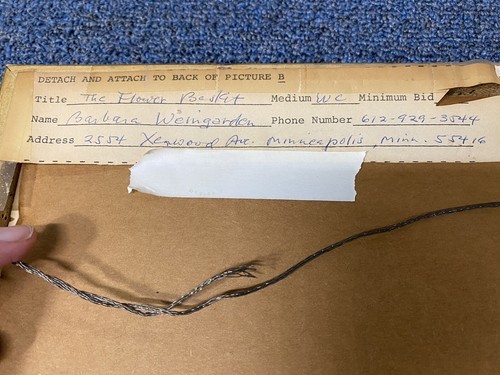 DETACH AND ATTACH TO BACK OF PICTURE B
Title The Flower Basket Medium WC Minimum Bid
Name Barbara Weingarden Phone Number 612-929-3544
Address 2554 Xenwood Ave. Minneapolis, Minn. 55416